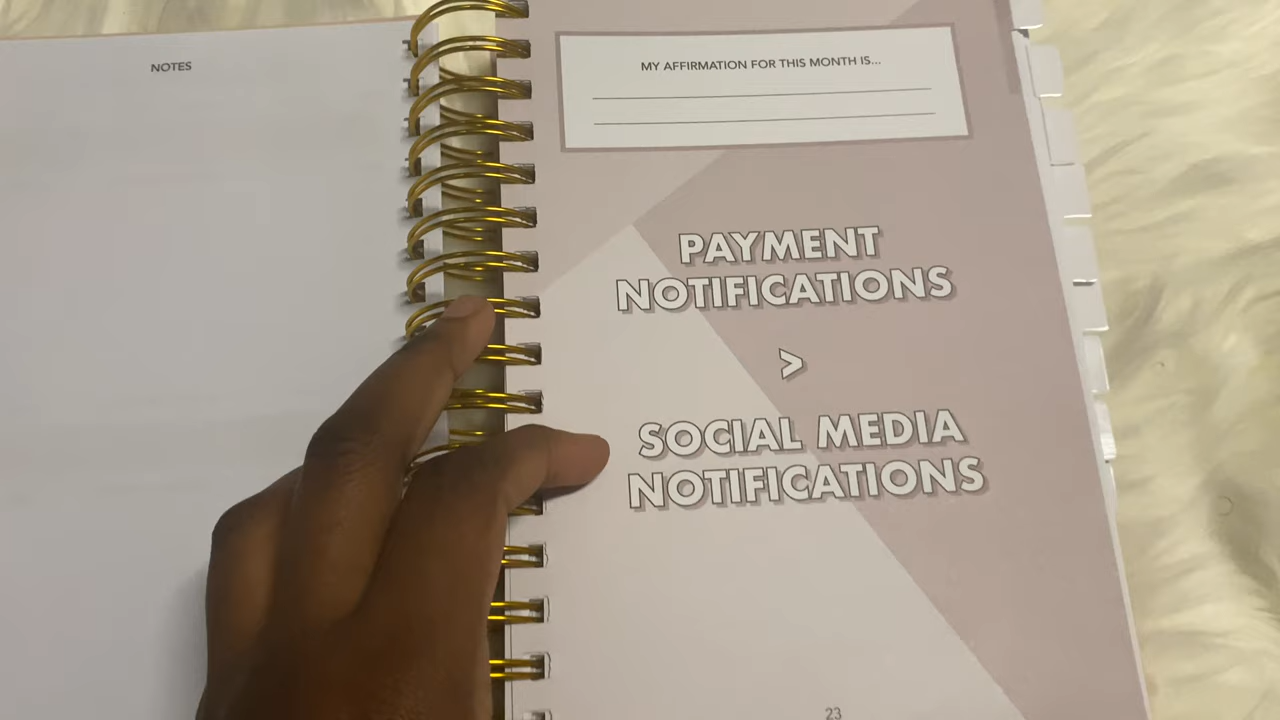 NOTES
MY AFFIRMATION FOR THIS MONTH IS...
PAYMENT
NOTIFICATIONS
>
SOCIAL MEDIA
NOTIFICATIONS
23